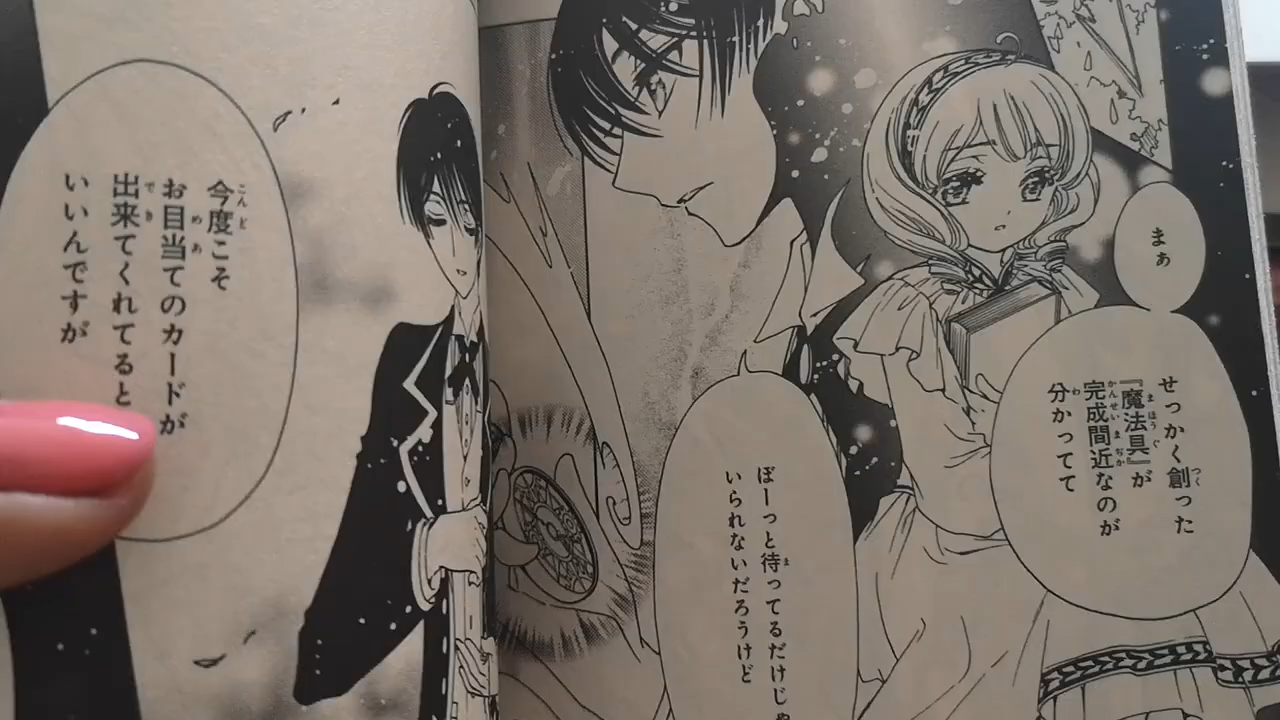 まぁ
せっかく創った
『魔法具』が
完成間近なのが
分かってて
ぼーっと待ってるだけじゃ
いられないだろうけど
今度こそ
お目当てのカードが
出来てくれてると
いいんですが